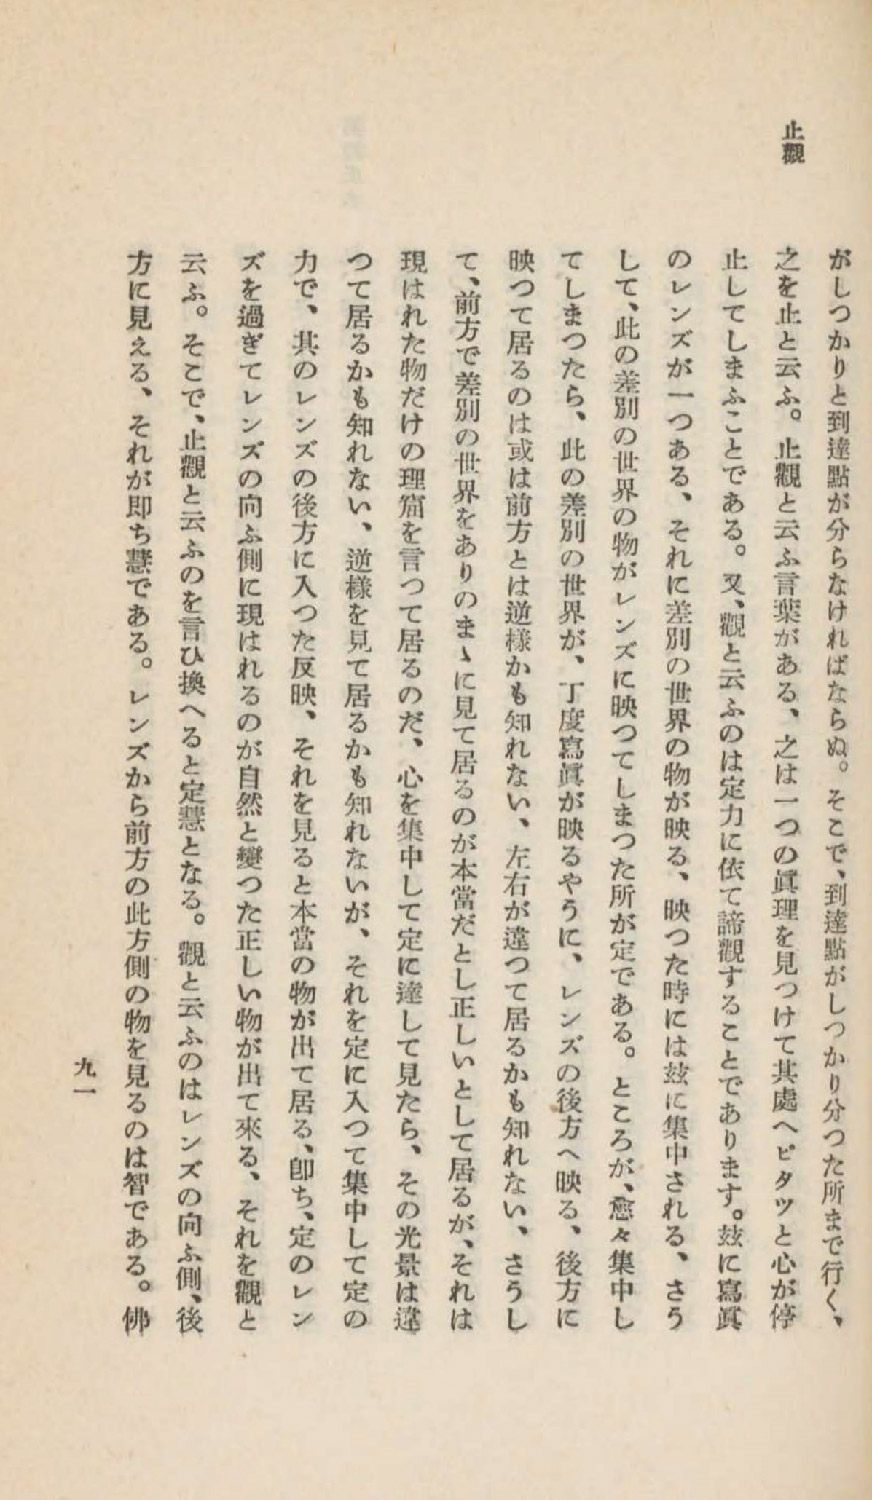 止觀
がしつかりと到達點が分らなければならぬ。そこで、到達點がしつかり分つた所まで行く、
之を止と云ふ。止觀と云ふ言葉がある、之は一つの眞理を見つけて其處へピタツと心が停
止してしまふことである。又、觀と云ふのは定力に依て諦觀することであります。玆に寫眞
のレンズが一つある、それに差別の世界の物が映る、映つた時には玆に集中される、さう
して、此の差別の世界の物がレンズに映つてしまつた所が定である。ところが、愈々集中し
てしまつたら、此の差別の世界が、丁度寫眞が映るやうに、レンズの後方へ映る、後方に
映つて居るのは或は前方とは逆樣かも知れない、左右が違つて居るかも知れない、さうし
て、前方で差別の世界をありのまゝに見て居るのが本當だとし正しいとして居るが、それは
現はれた物だけの理窟を言つて居るのだ、心を集中して定に達して見たら、その光景は違
つて居るかも知れない、逆樣を見て居るかも知れないが、それを定に入つて集中して定の
力で、其のレンズの後方に入つた反映、それを見ると本當の物が出て居る、卽ち、定のレン
ズを過ぎてレンズの向ふ側に現はれるのが自然と變つた正しい物が出て來る、それを觀と
云ふ。そこで、止觀と云ふのを言ひ換へると定慧となる。觀と云ふのはレンズの向ふ側、後
方に見える、それが卽ち慧である。レンズから前方の此方側の物を見るのは智である。佛
九一